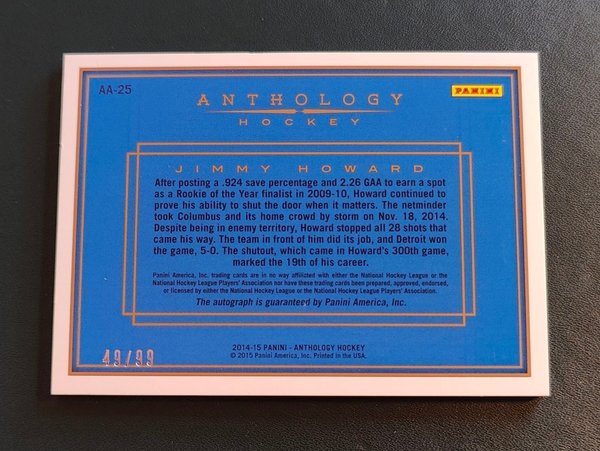 AA-25
PANINI
ANTHOLOGY
HOCKEY
JIMMY HOWARD
After posting a .924 save percentage and 2.26 GAA to earn a spot
as a Rookie of the Year finalist in 2009-10, Howard continued to
prove his ability to shut the door when it matters. The netminder
took Columbus and its home crowd by storm on Nov. 18, 2014.
Despite being in enemy territory, Howard stopped all 28 shots that
came his way. The team in front of him did its job, and Detroit won
the game, 5-0. The shutout, which came in Howard's 300th game,
marked the 19th of his career.
Panini America, Inc. trading cards are in no way affiliated with either the National Hockey League or the
National Hockey League Players' Association nor have these trading cards been prepared, approved, endorsed,
or licensed by either the National Hockey League or the National Hockey League Players' Association.
The autograph is guaranteed by Panini America, Inc.
49/99
2014-15 PANINI - ANTHOLOGY HOCKEY
© 2015 Panini America, Inc. Printed in the USA.